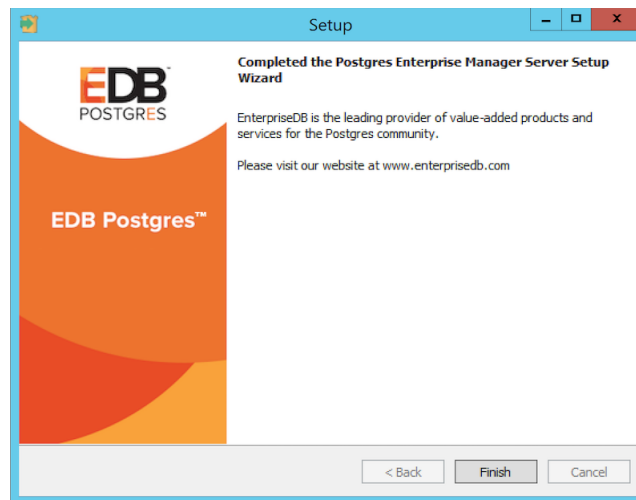 Setup
EDB
POSTGRES
EDB Postgres™
Completed the Postgres Enterprise Manager Server Setup
Wizard
EnterpriseDB is the leading provider of value-added products and
services for the Postgres community.
Please visit our website at www.enterprisedb.com
< Back
Finish
Cancel